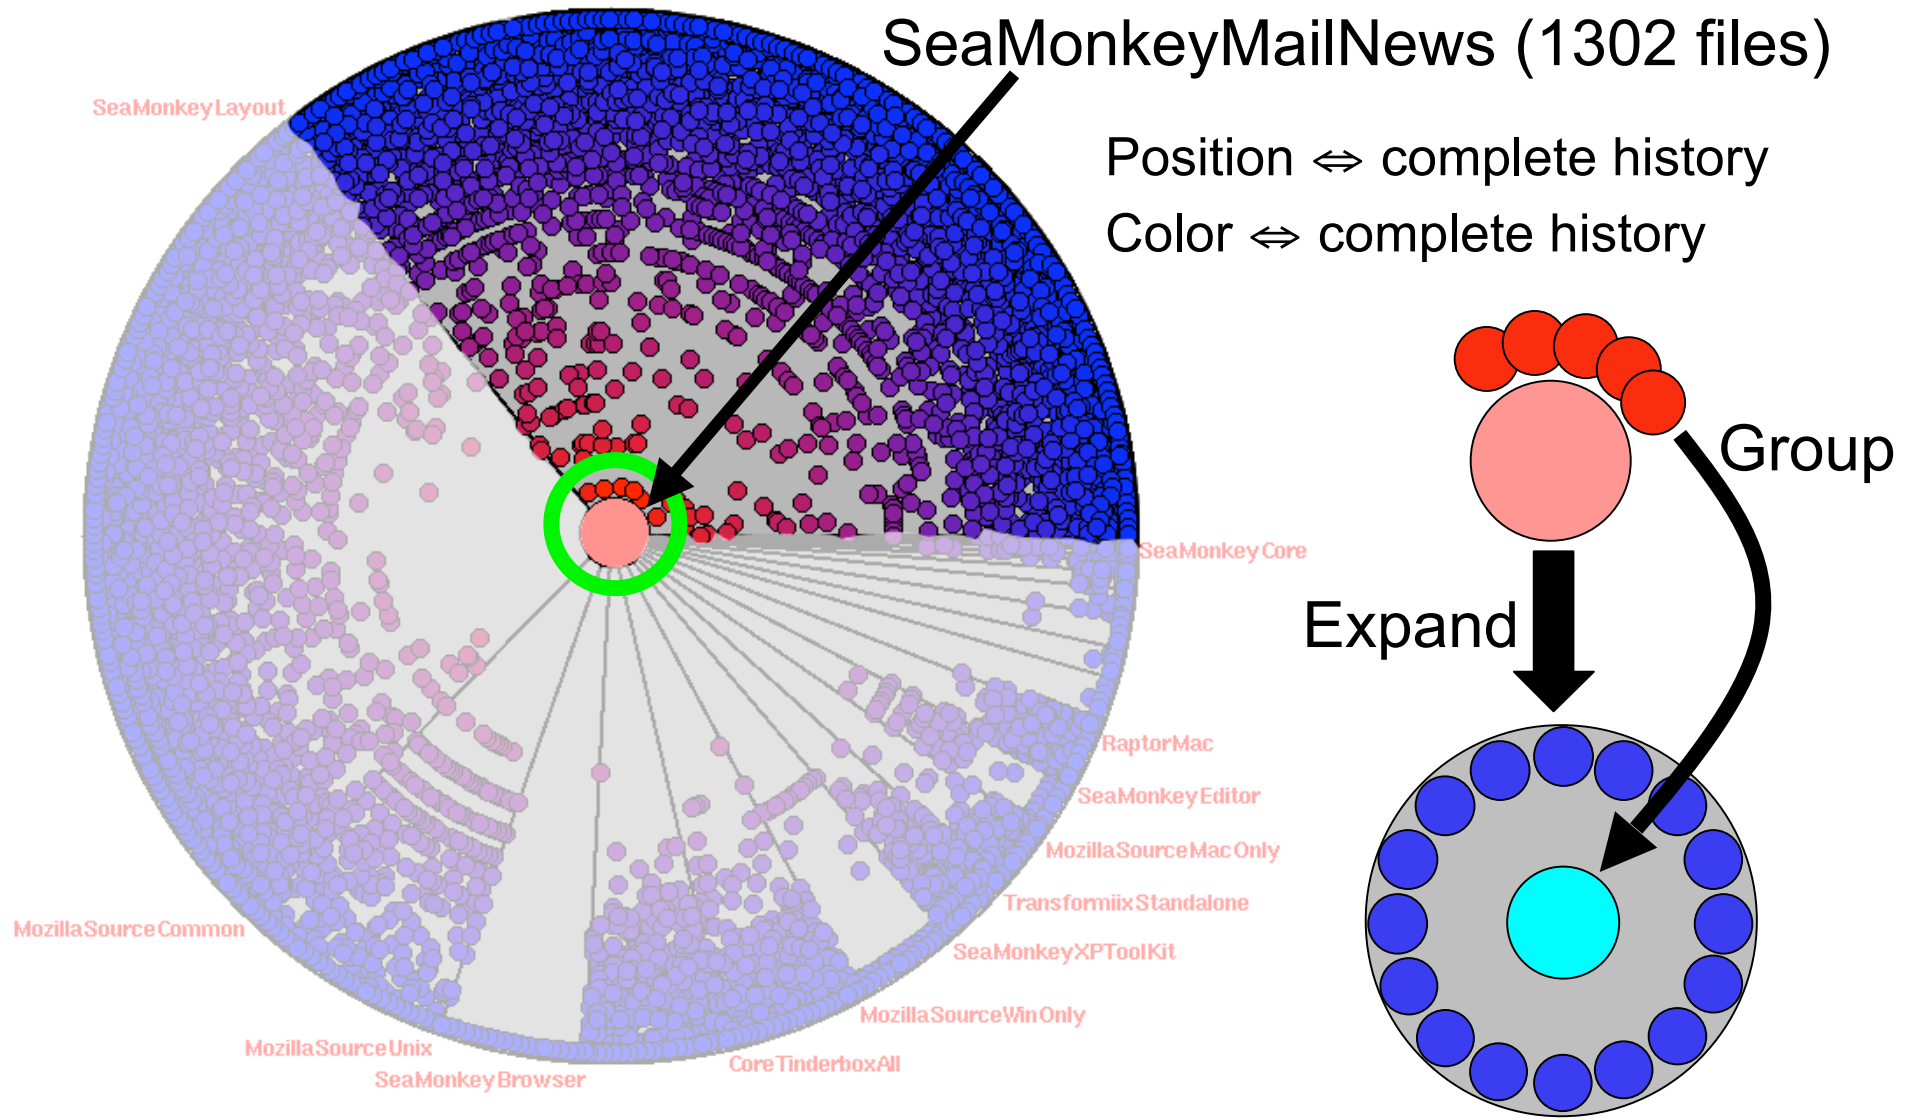 SeaMonkeyMailNews (1302 files)
SeaMonkeyLayout
Position ⇔ complete history
Color ⇔ complete history
Group
SeaMonkeyCore
Expand
RaptorMac
SeaMonkeyEditor
MozillaSourceMacOnly
TransformiixStandalone
MozillaSourceCommon
SeaMonkeyXPToolKit
MozillaSourceWinOnly
MozillaSourceUnix
CoreTinderboxAll
SeaMonkeyBrowser